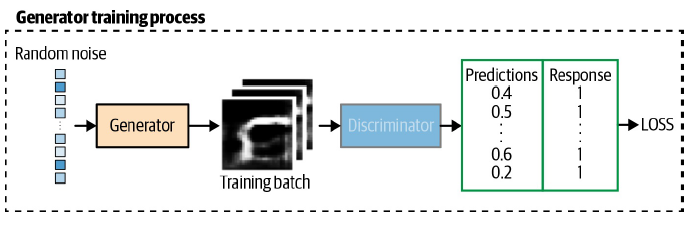 Generator training process
Random noise
Generator
Training batch
Discriminator
Predictions Response
0.4 1
0.5 1
. .
. .
. .
0.6 1
0.2 1
LOSS